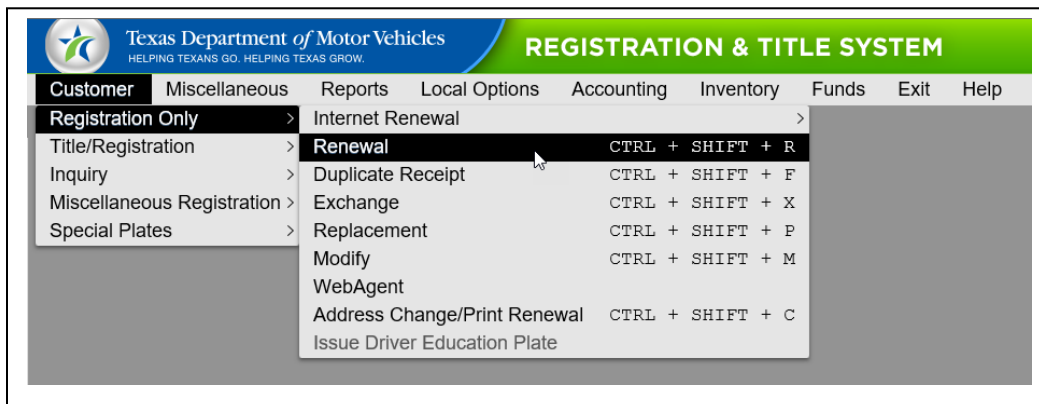 Texas Department of Motor Vehicles
HELPING TEXANS GO. HELPING TEXAS GROW.
REGISTRATION & TITLE SYSTEM
Customer Miscellaneous Reports Local Options Accounting Inventory Funds Exit Help
Registration Only >
Title/Registration >
Inquiry >
Miscellaneous Registration >
Special Plates >
Internet Renewal >
Renewal CTRL + SHIFT + R
Duplicate Receipt CTRL + SHIFT + F
Exchange CTRL + SHIFT + X
Replacement CTRL + SHIFT + P
Modify CTRL + SHIFT + M
WebAgent
Address Change/Print Renewal CTRL + SHIFT + C
Issue Driver Education Plate